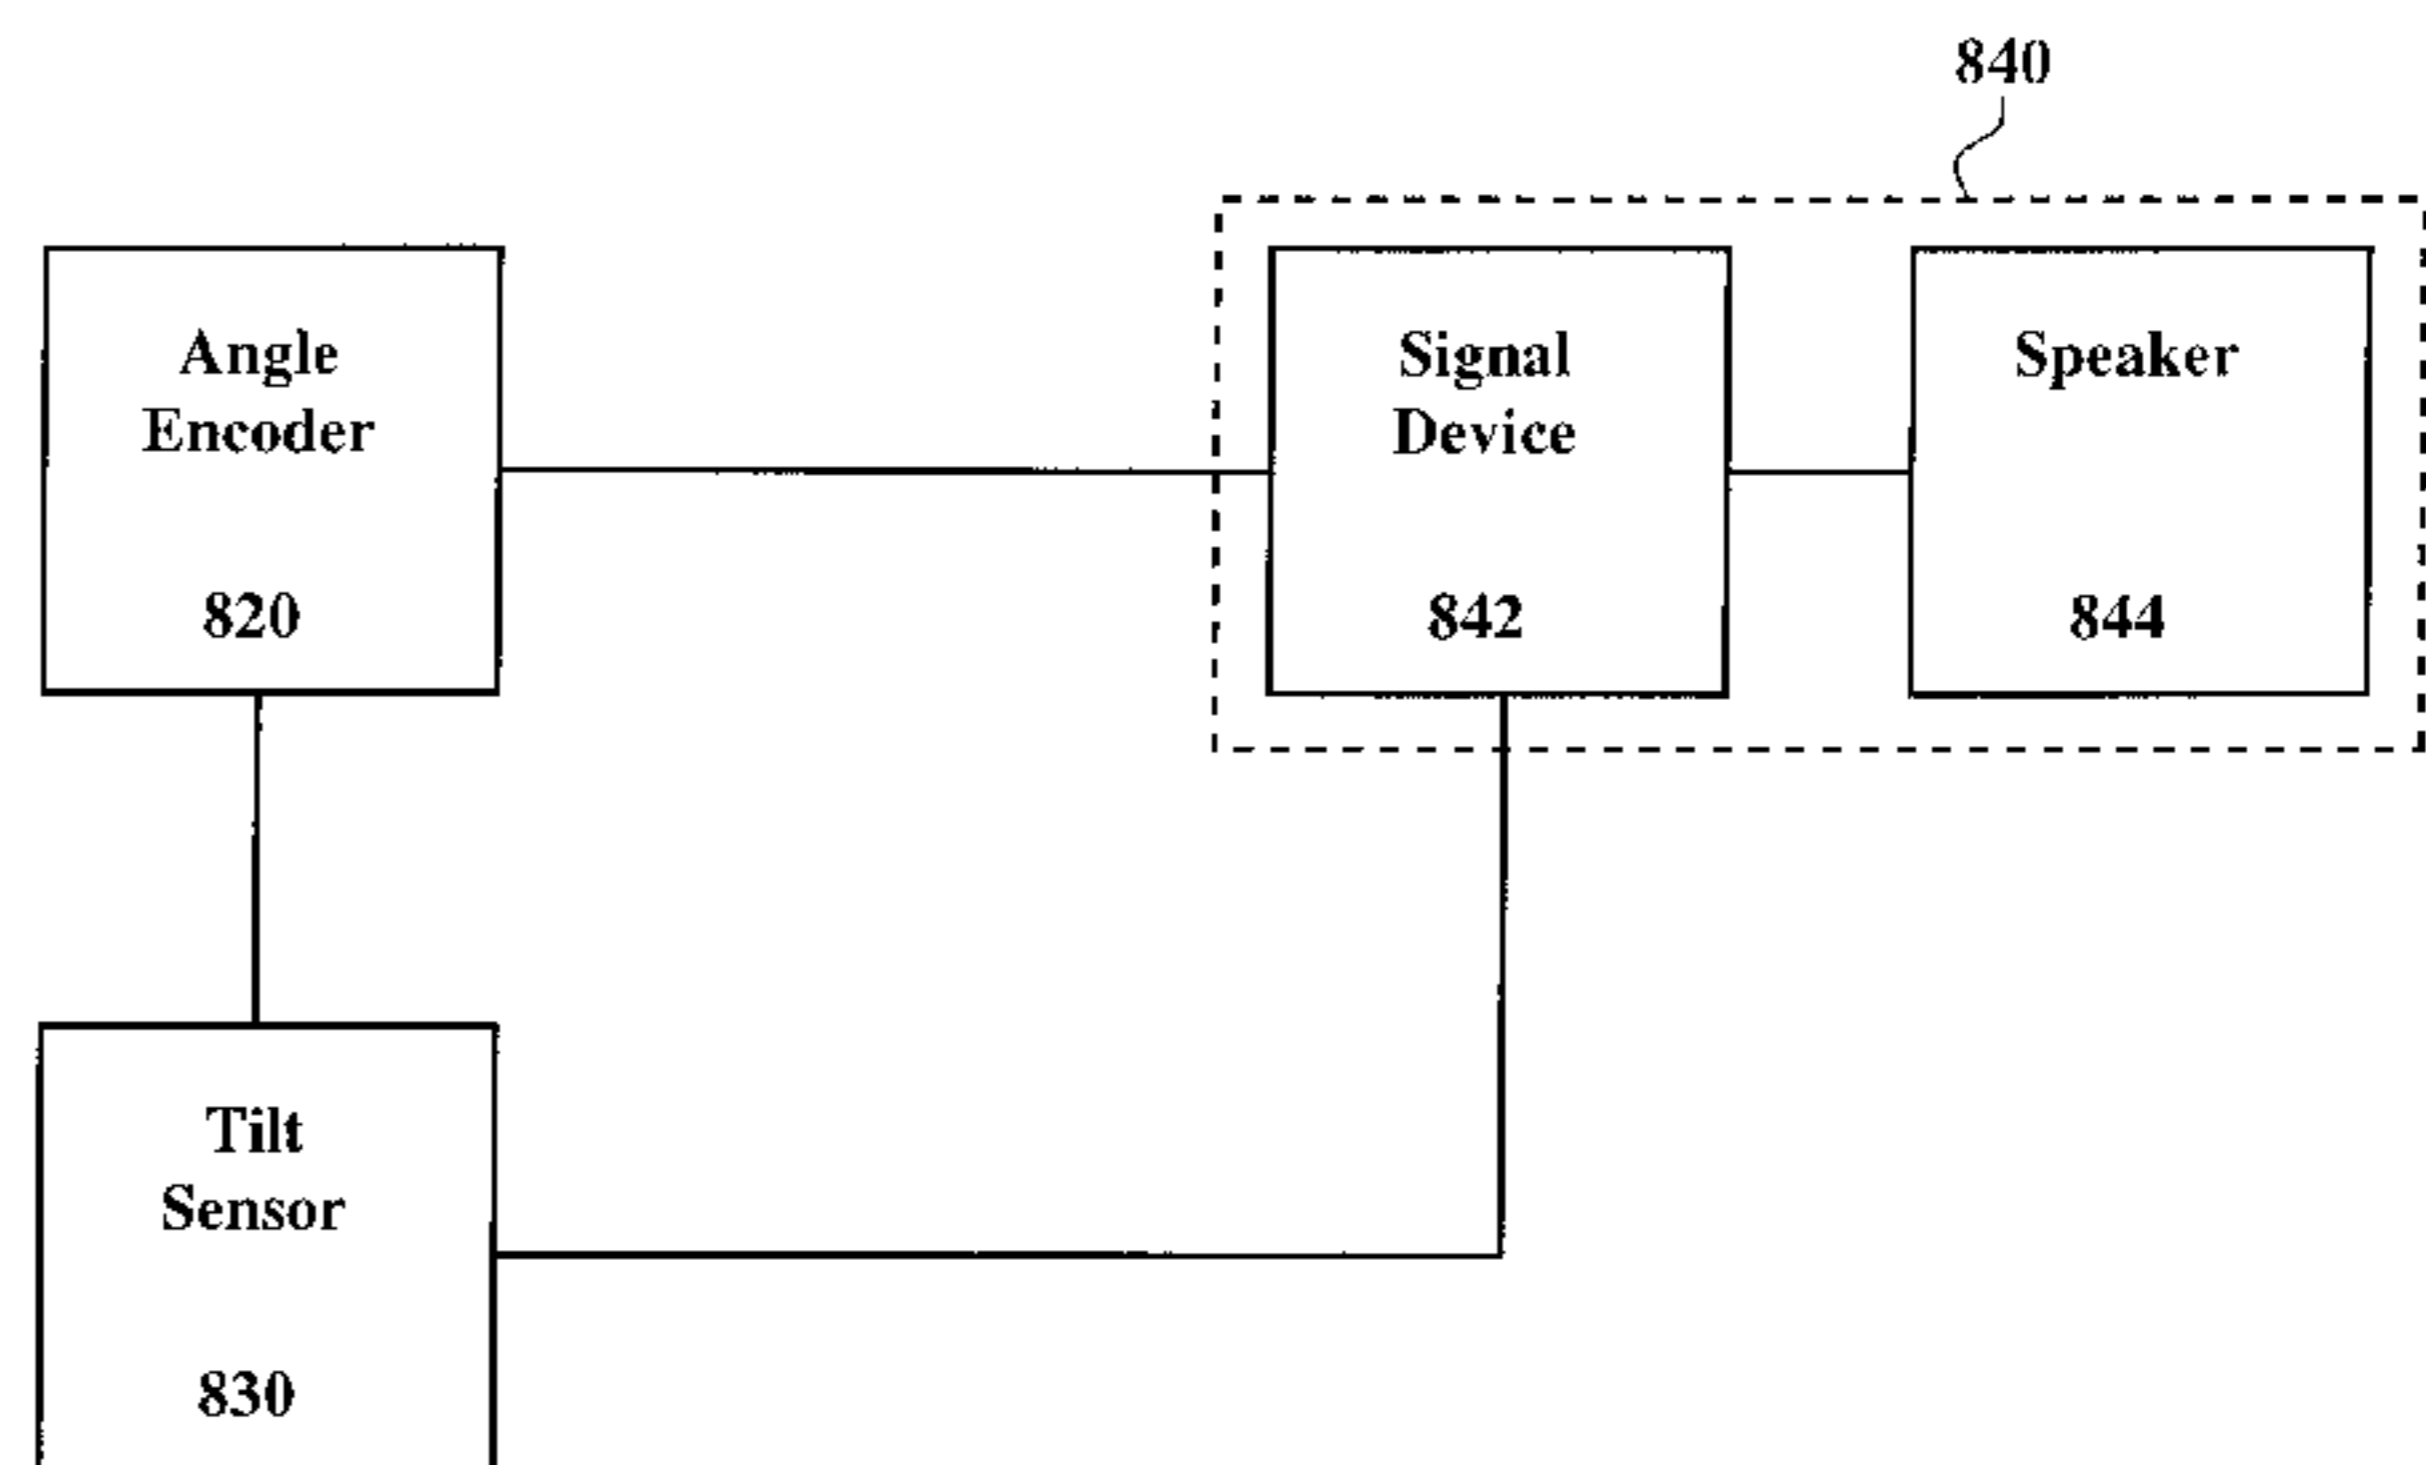 840
Angle
Encoder
820
Signal
Device
842
Speaker
844
Tilt
Sensor
830